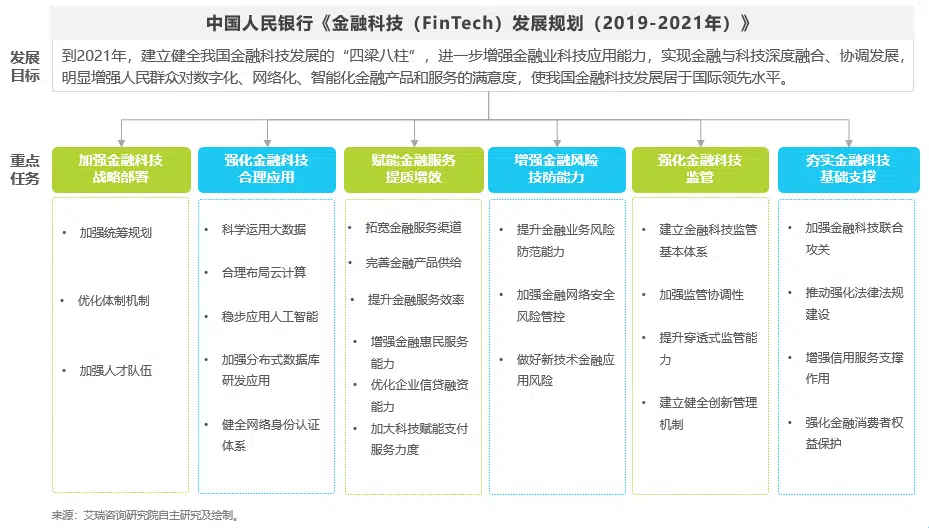 中国人民银行《金融科技（FinTech）发展规划（2019-2021年）》
发展
目标
到2021年，建立健全我国金融科技发展的“四梁八柱”，进一步增强金融业科技应用能力，实现金融与科技深度融合、协调发展，
明显增强人民群众对数字化、网络化、智能化金融产品和服务的满意度，使我国金融科技发展居于国际领先水平。
重点
任务
加强金融科技
战略部署
• 加强统筹规划
• 优化体制机制
• 加强人才队伍
强化金融科技
合理应用
• 科学运用大数据
• 合理布局云计算
• 稳步应用人工智能
• 加强分布式数据库
研发应用
• 健全网络身份认证
体系
赋能金融服务
提质增效
• 拓宽金融服务渠道
• 完善金融产品供给
• 提升金融服务效率
• 增强金融惠民服务
能力
• 优化企业信贷融资
能力
• 加大科技赋能支付
服务力度
增强金融风险
技防能力
• 提升金融业务风险
防范能力
• 加强金融网络安全
风险管控
• 做好新技术金融应
用风险
强化金融科技
监管
• 建立金融科技监管
基本体系
• 加强监管协调性
• 提升穿透式监管能
力
• 建立健全创新管理
机制
夯实金融科技
基础支撑
• 加强金融科技联合
攻关
• 推动强化法律法规
建设
• 增强信用服务支撑
作用
• 强化金融消费者权
益保护
来源：艾瑞咨询研究院自主研究及绘制。